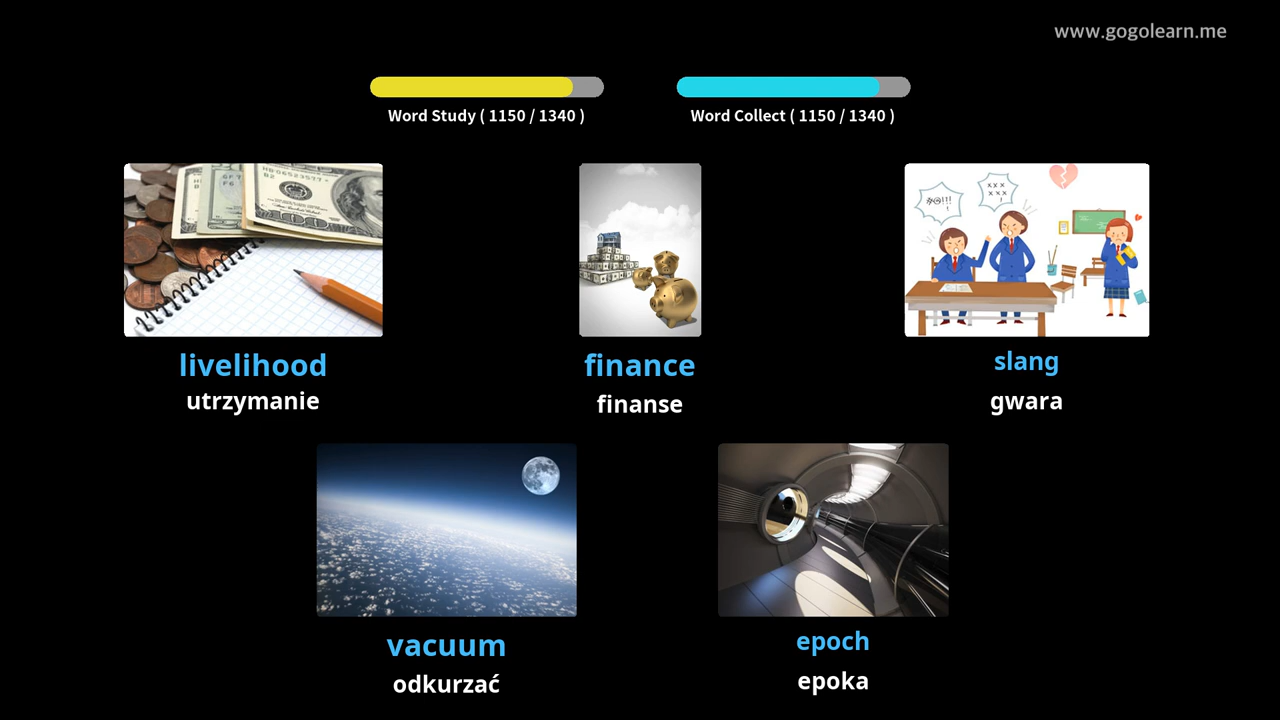 www.gogolearn.me
Word Study ( 1150 / 1340 )
Word Collect ( 1150 / 1340 )
livelihood
utrzymanie
finance
finanse
slang
gwara
vacuum
odkurzać
epoch
epoka